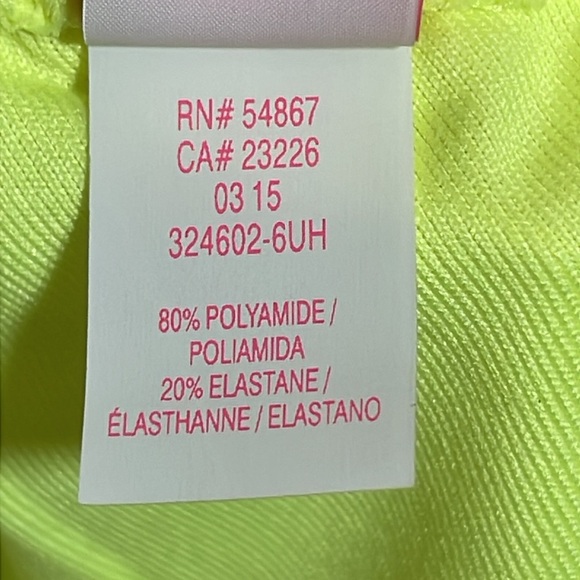 RN# 54867
CA# 23226
03 15
324602-6UH
80% POLYAMIDE /
POLIAMIDA
20% ELASTANE /
ÉLASTHANNE / ELASTANO